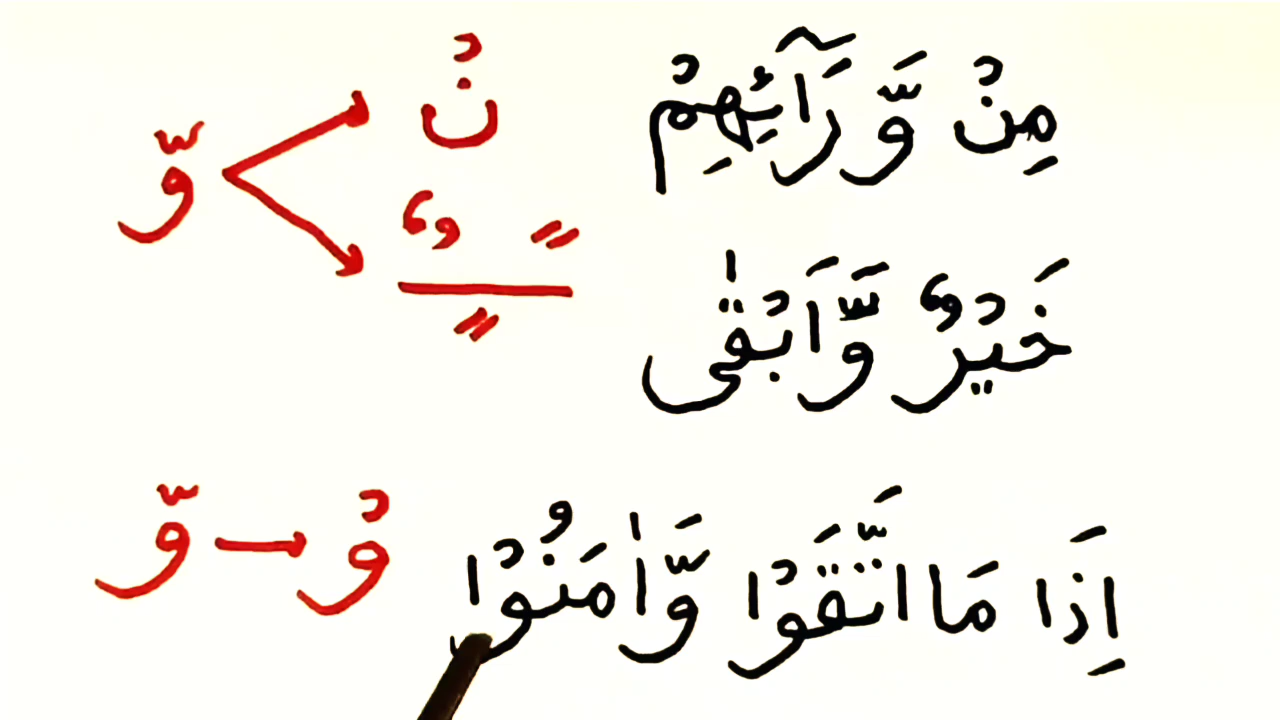 مِنْ وَّرَآئِهِمْ نْ
وّ ـًـٌ
خَيْرٌ وَّاَبْقٰى ـٍ
اِذَا مَا اتَّقَوْا وَّاٰمَنُوْا وْ وّ